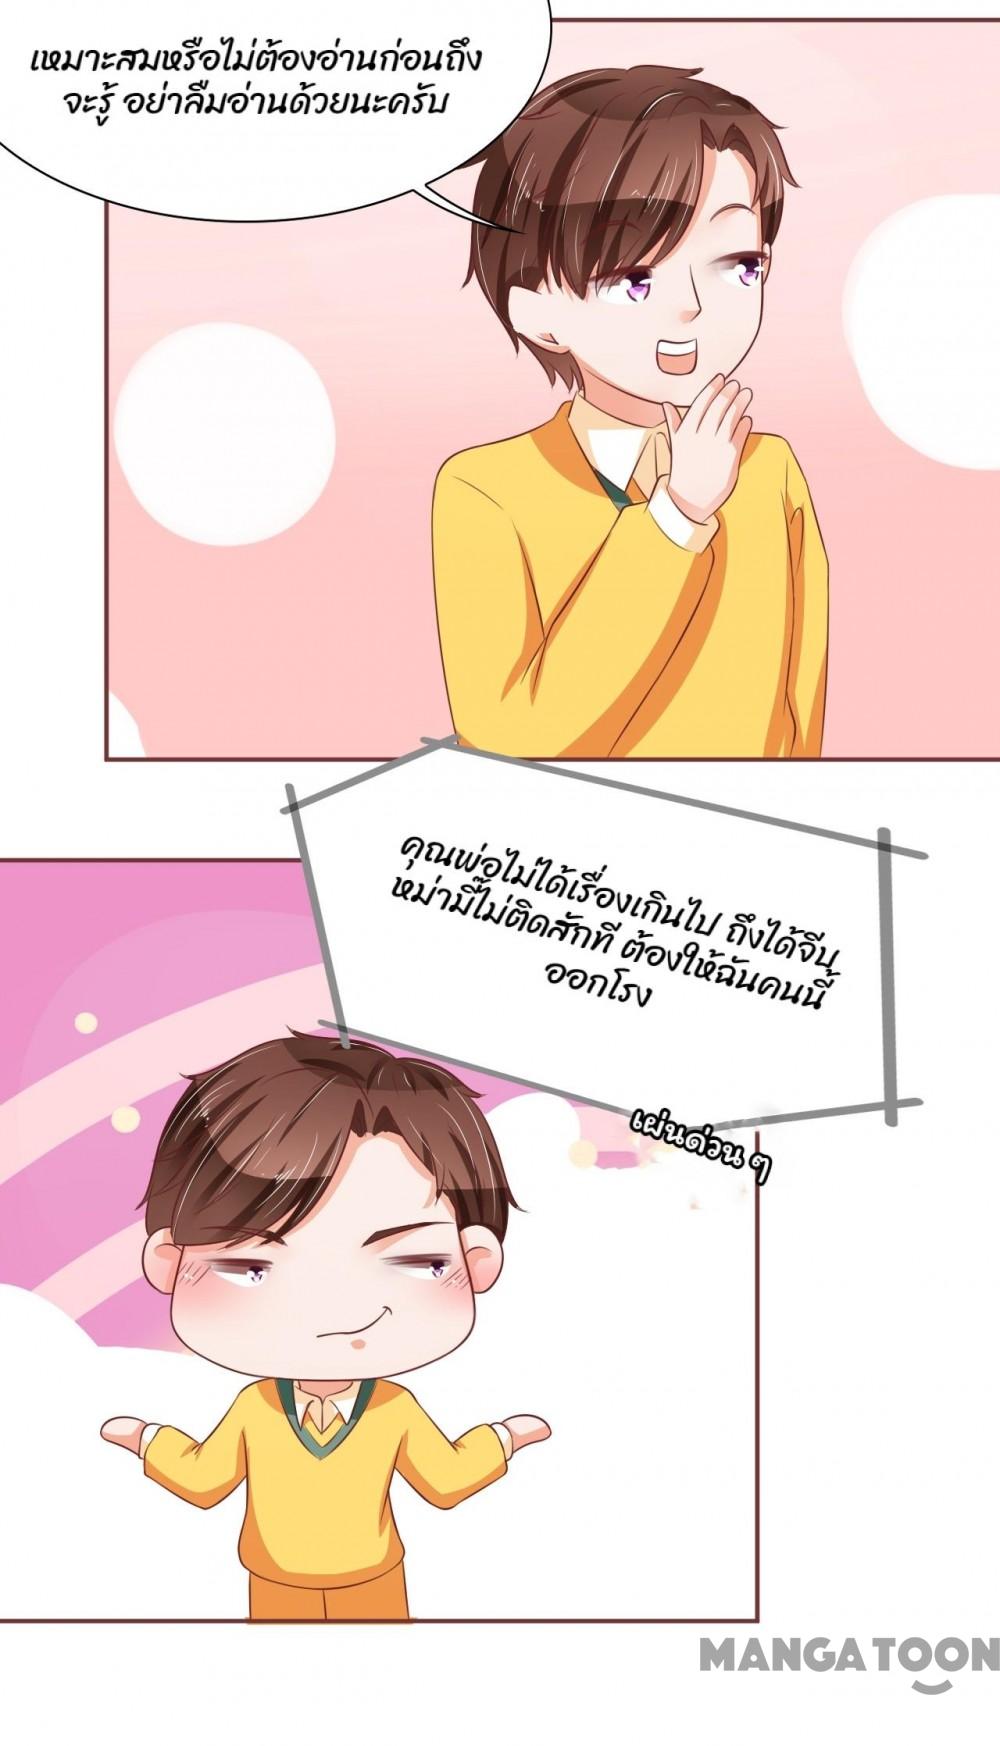 เหมาะสมหรือไม่ต้องอ่านก่อนถึง
จะรู้ อย่าลืมอ่านด้วยนะครับ
คุณพ่อไม่ได้เรื่องเกินไป ถึงได้จีบ
หม่ามี๊ไม่ติดสักที ต้องให้ฉันคนนี้
ออกโรง
เผ่นด่วน ๆ
MANGATOON